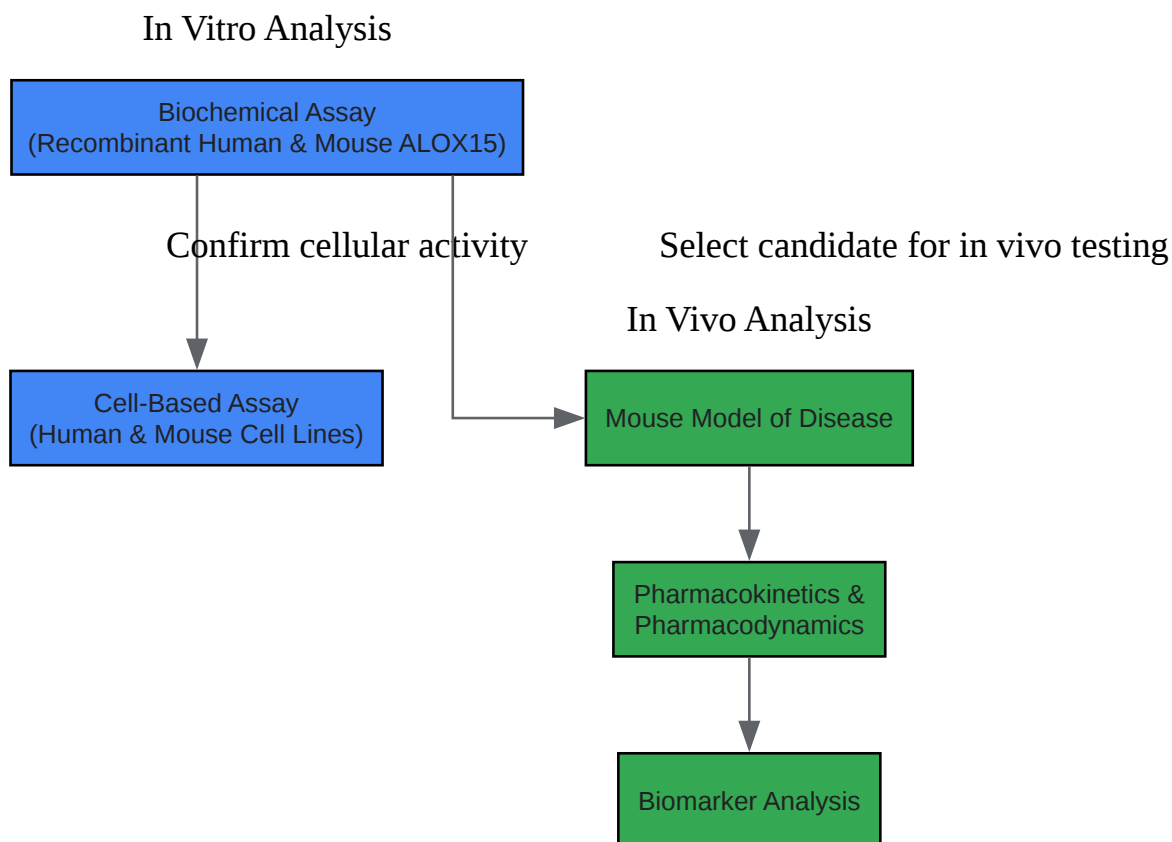 In Vitro Analysis
Biochemical Assay
(Recombinant Human & Mouse ALOX15)
Confirm cellular activity
Select candidate for in vivo testing
In Vivo Analysis
Cell-Based Assay
(Human & Mouse Cell Lines)
Mouse Model of Disease
Pharmacokinetics &
Pharmacodynamics
Biomarker Analysis